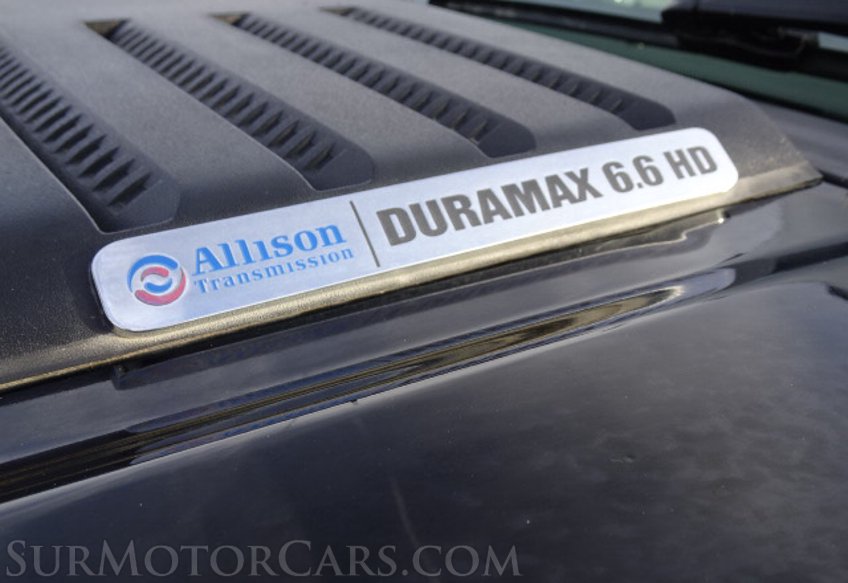 Allison
Transmission
DURAMAX 6.6 HD
SURMOTORCARS.COM